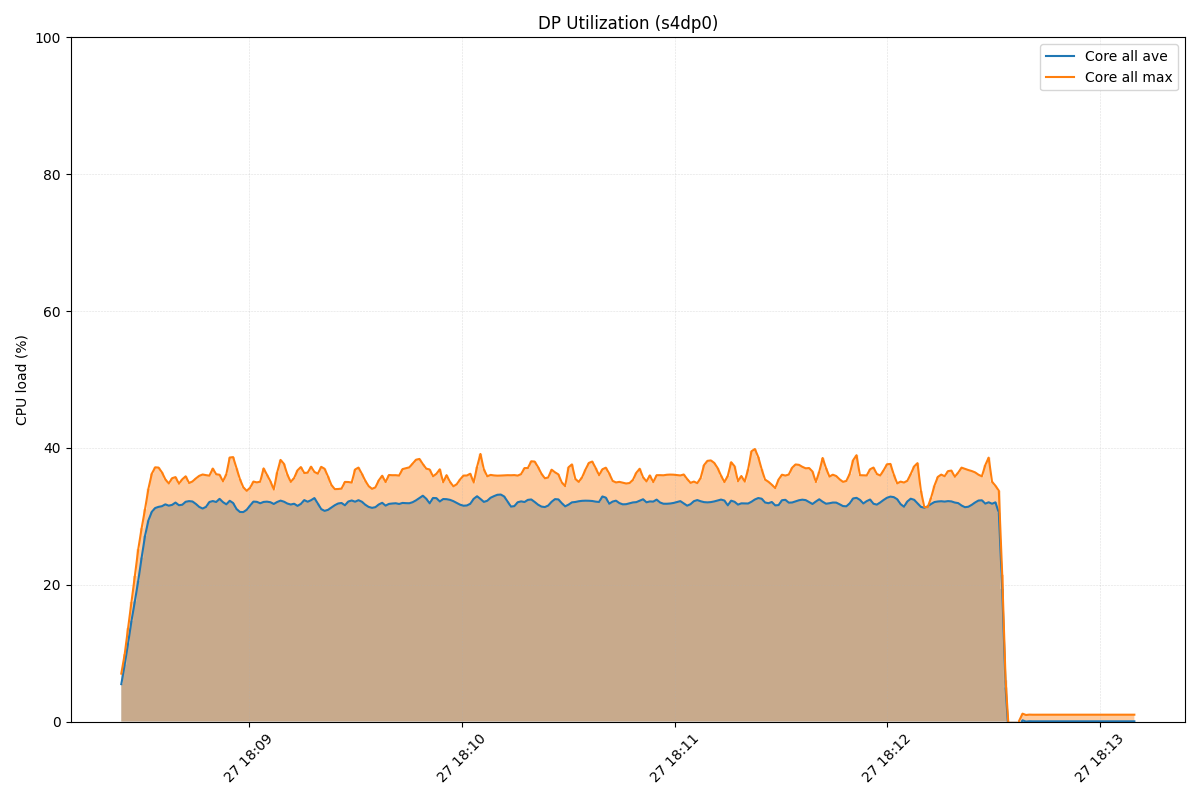 DP Utilization (s4dp0)
Core all ave
Core all max
CPU load (%)
100
80
60
40
20
0
27 18:09
27 18:10
27 18:11
27 18:12
27 18:13